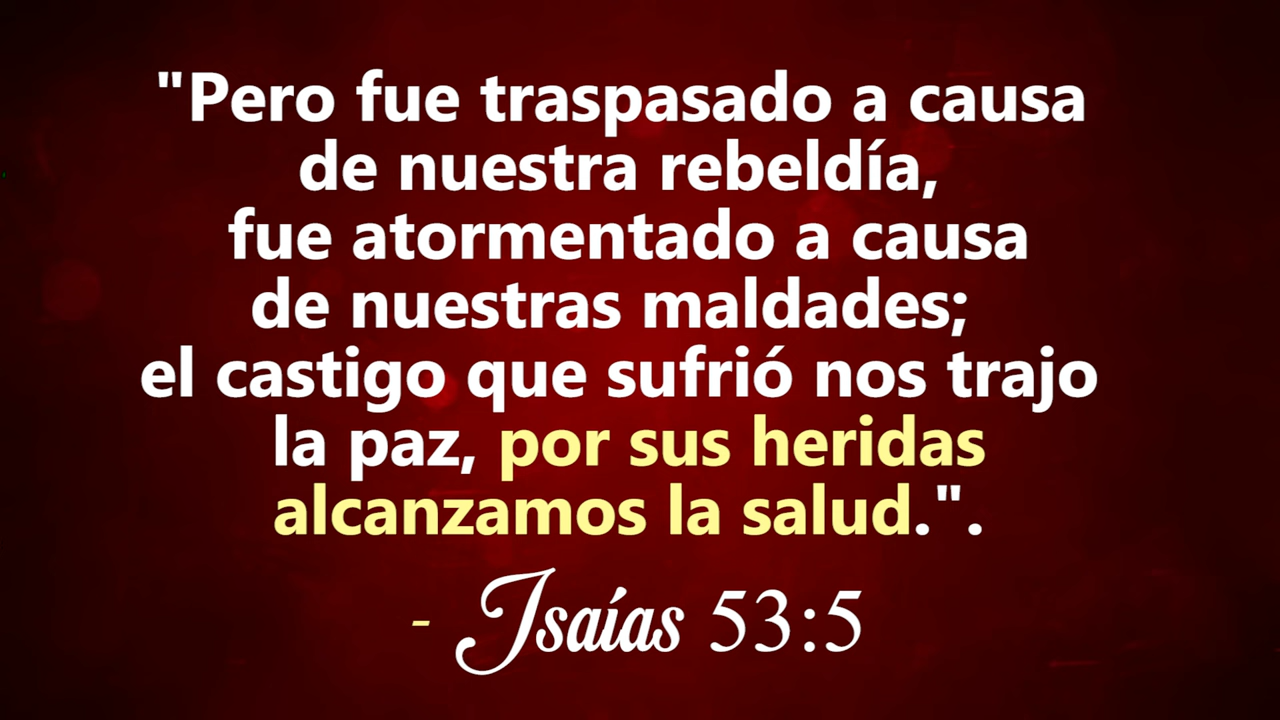 "Pero fue traspasado a causa
de nuestra rebeldía,
fue atormentado a causa
de nuestras maldades;
el castigo que sufrió nos trajo
la paz, por sus heridas
alcanzamos la salud.".
- Isaías 53:5